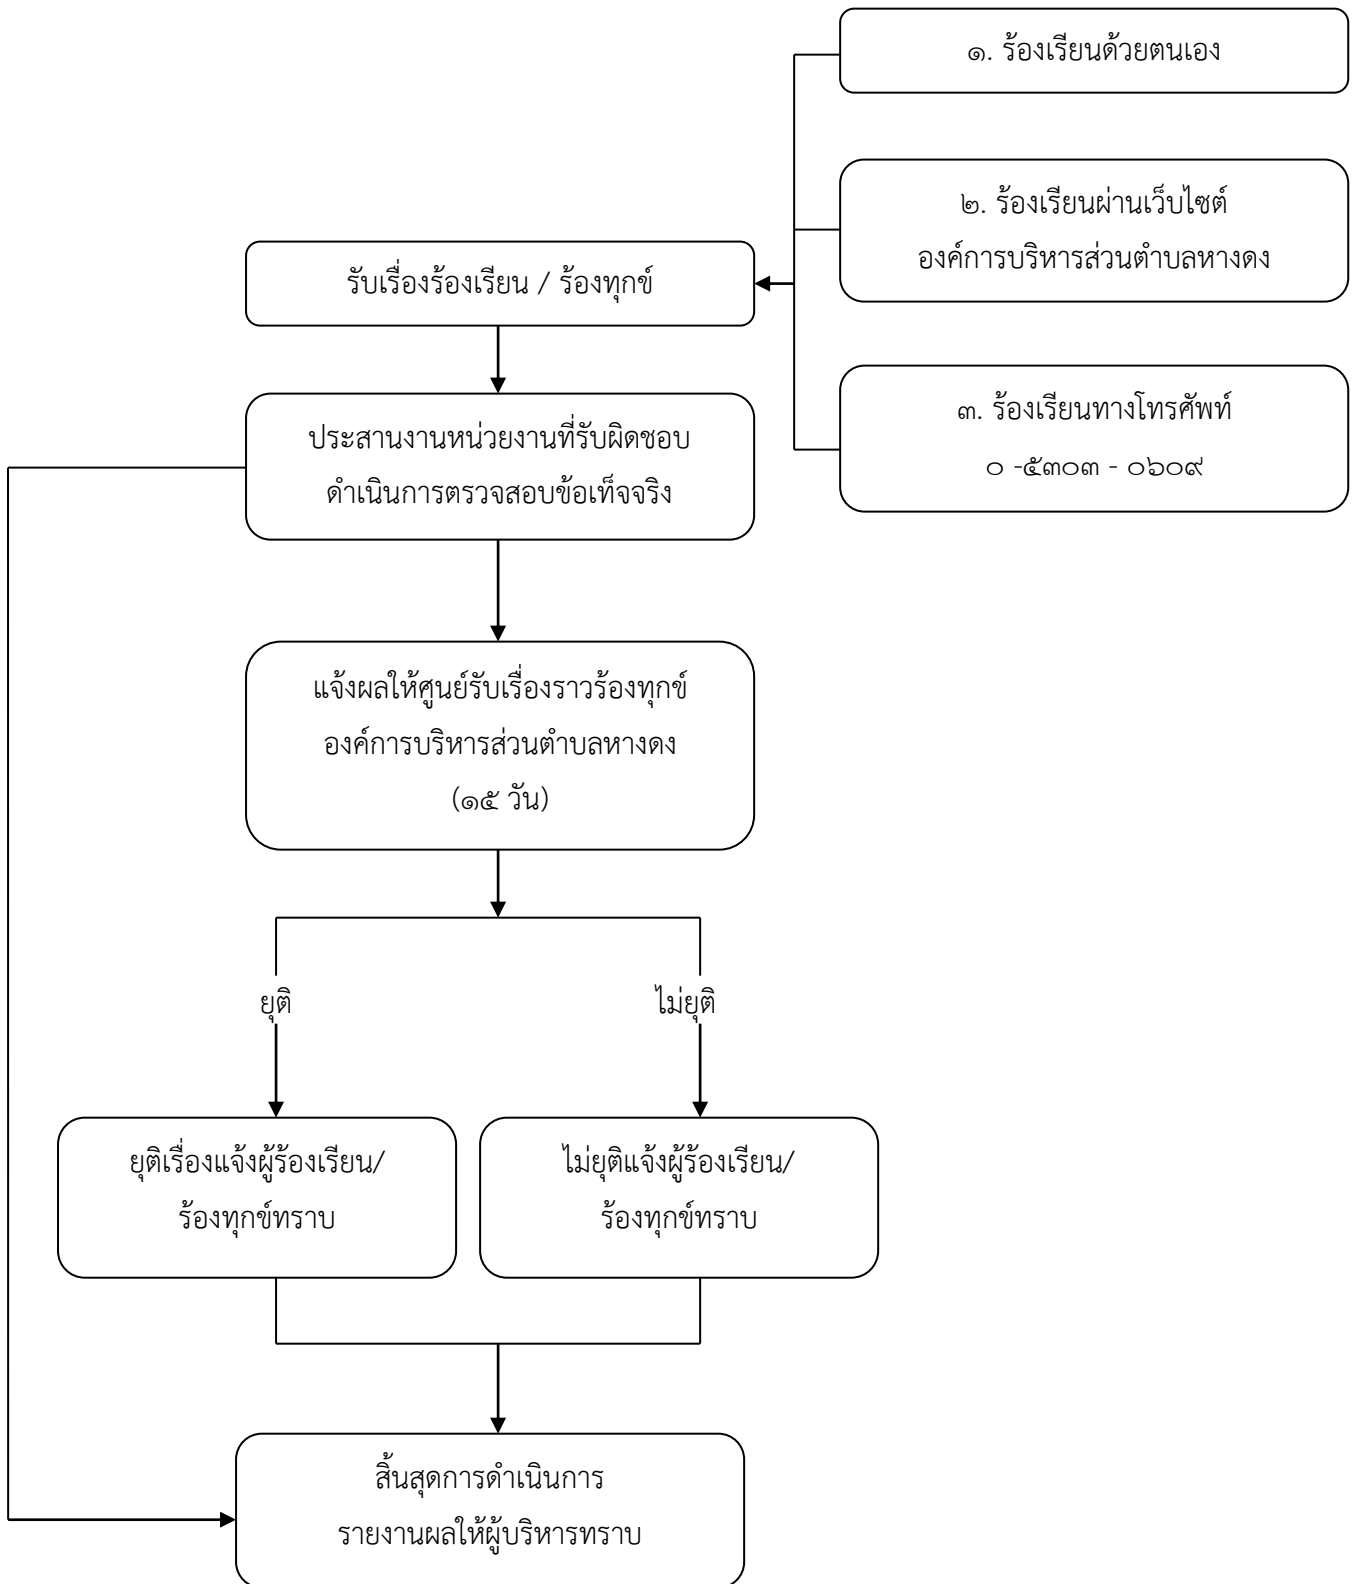 ๑. ร้องเรียนด้วยตนเอง
๒. ร้องเรียนผ่านเว็บไซต์
องค์การบริหารส่วนตำบลหางดง
๓. ร้องเรียนทางโทรศัพท์
๐ -๕๓๐๓ - ๐๖๐๙
รับเรื่องร้องเรียน / ร้องทุกข์
ประสานงานหน่วยงานที่รับผิดชอบ
ดำเนินการตรวจสอบข้อเท็จจริง
แจ้งผลให้ศูนย์รับเรื่องราวร้องทุกข์
องค์การบริหารส่วนตำบลหางดง
(๑๕ วัน)
ยุติ
ไม่ยุติ
ยุติเรื่องแจ้งผู้ร้องเรียน/
ร้องทุกข์ทราบ
ไม่ยุติแจ้งผู้ร้องเรียน/
ร้องทุกข์ทราบ
สิ้นสุดการดำเนินการ
รายงานผลให้ผู้บริหารทราบ